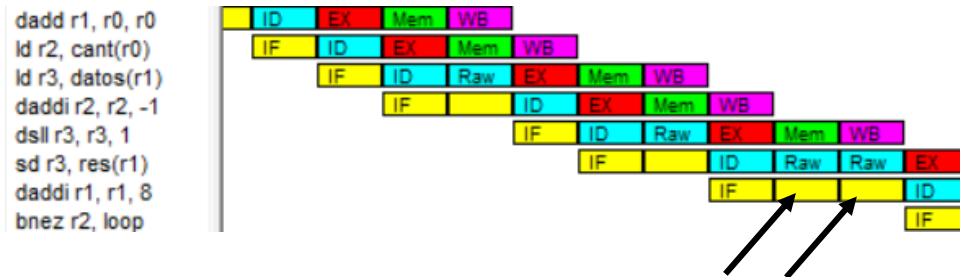 dadd r1, r0, r0 ID EX Mem WB
ld r2, cant(r0) IF ID EX Mem WB
ld r3, datos(r1) IF ID Raw EX Mem WB
daddi r2, r2, -1 IF ID EX Mem WB
dsll r3, r3, 1 IF ID Raw EX Mem WB
sd r3, res(r1) IF ID Raw Raw EX
daddi r1, r1, 8 IF ID
bnez r2, loop IF